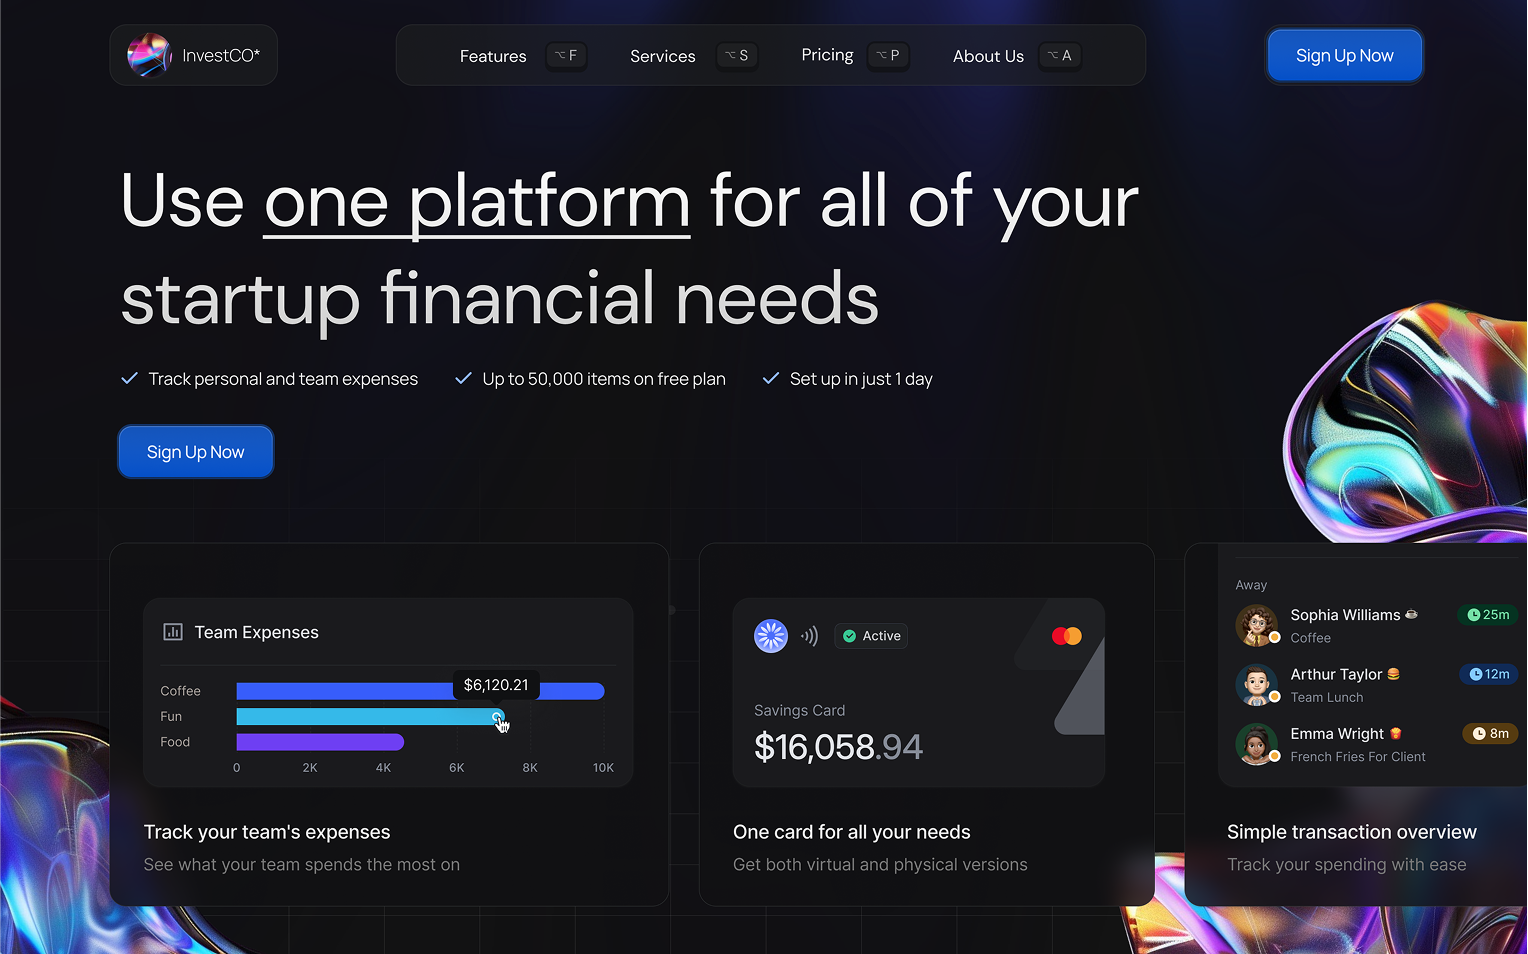 InvestCO*
Features ⌥ F
Services ⌥ S
Pricing ⌥ P
About Us ⌥ A
Sign Up Now
Use one platform for all of your
startup financial needs
Track personal and team expenses
Up to 50,000 items on free plan
Set up in just 1 day
Sign Up Now
Team Expenses
$6,120.21
Coffee
Fun
Food
0 2K 4K 6K 8K 10K
Track your team's expenses
See what your team spends the most on
Active
Savings Card
$16,058.94
One card for all your needs
Get both virtual and physical versions
Away
Sophia Williams ☕ 25m
Coffee
Arthur Taylor 🍔 12m
Team Lunch
Emma Wright 🍟 8m
French Fries For Client
Simple transaction overview
Track your spending with ease